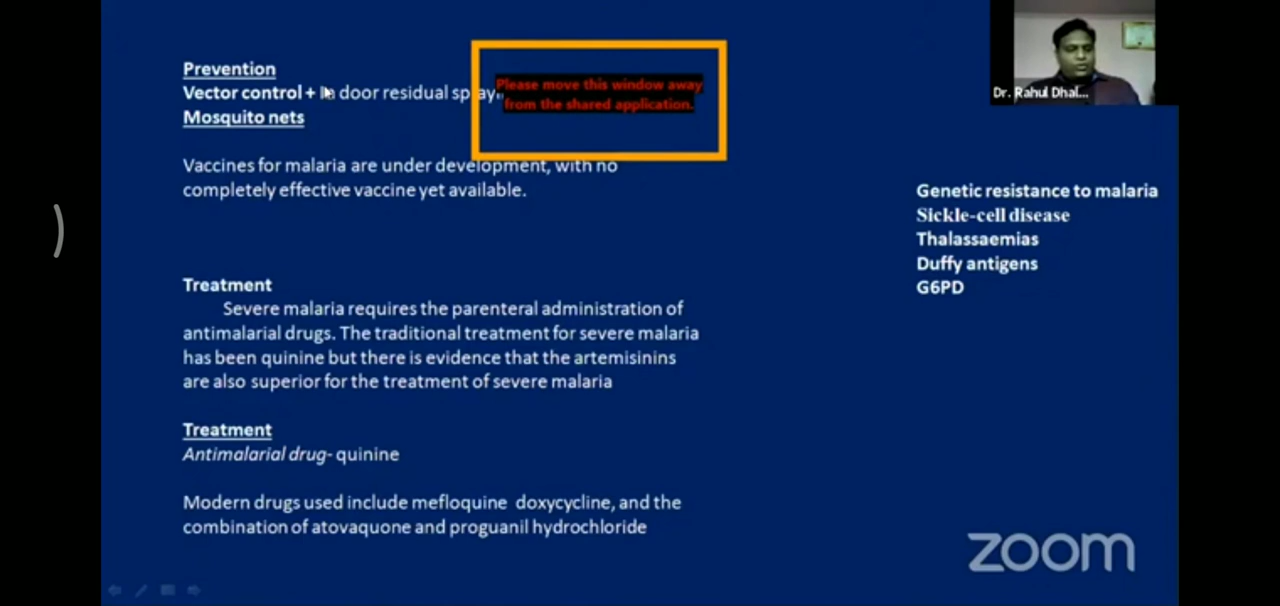 Prevention
Vector control + In door residual sprayi
Mosquito nets
Please move this window away
from the shared application.
Vaccines for malaria are under development, with no
completely effective vaccine yet available.
Treatment
Severe malaria requires the parenteral administration of
antimalarial drugs. The traditional treatment for severe malaria
has been quinine but there is evidence that the artemisinins
are also superior for the treatment of severe malaria
Treatment
Antimalarial drug- quinine
Modern drugs used include mefloquine doxycycline, and the
combination of atovaquone and proguanil hydrochloride
Dr. Rahul Dhal...
Genetic resistance to malaria
Sickle-cell disease
Thalassaemias
Duffy antigens
G6PD
zoom